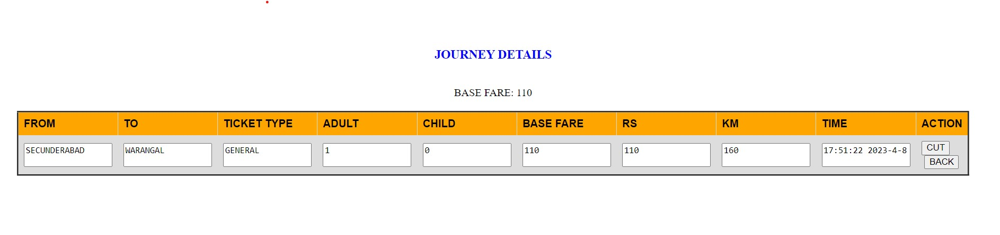 JOURNEY DETAILS
BASE FARE: 110
FROM TO TICKET TYPE ADULT CHILD BASE FARE RS KM TIME ACTION
SECUNDERABAD WARANGAL GENERAL 1 0 110 110 160 17:51:22 2023-4-8 CUT
BACK